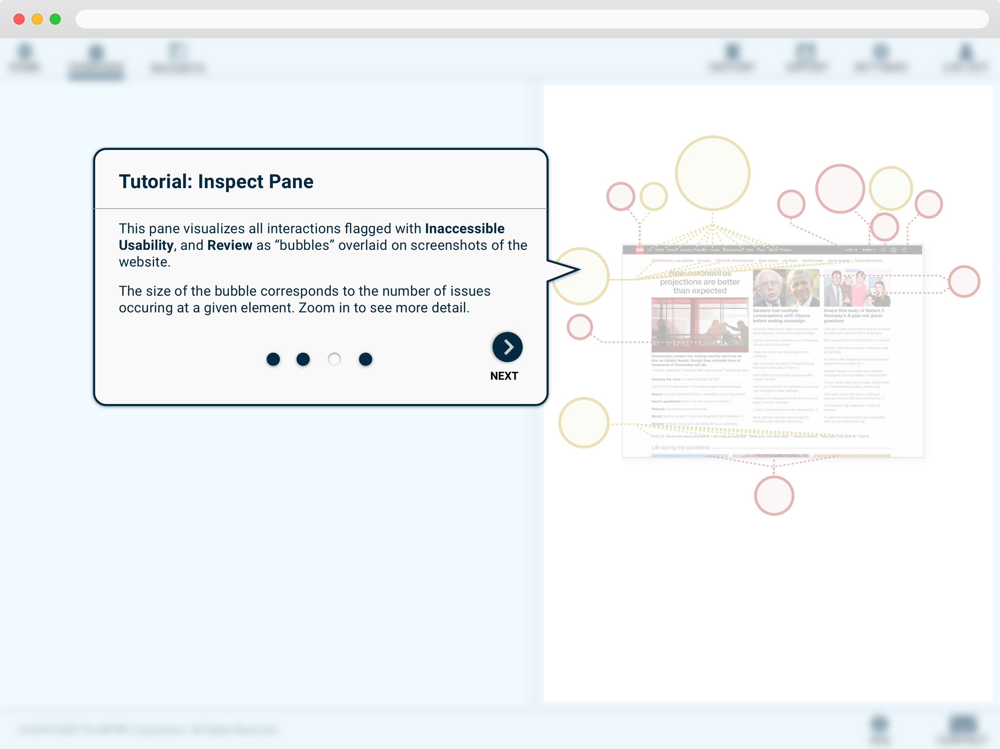 Tutorial: Inspect Pane
This pane visualizes all interactions flagged with Inaccessible
Usability, and Review as “bubbles” overlaid on screenshots of the
website.
The size of the bubble corresponds to the number of issues
occuring at a given element. Zoom in to see more detail.
NEXT
CNN US World Politics Business Opinion Health Entertainment Style Travel Sports Videos LIVE TV Edition
CORONAVIRUS: Live updates US cases TRENDING: Bernie Sanders Stock market Joe Exotic 'Schitt's Creek' Severe weather Supermoon photos
New coronavirus
projections are better
than expected
Researchers predict the coming months won't be as
dire as initially feared, though they estimate tens of
thousands of Americans will die
In photos | Newsletter | Podcast | Q&A | How to help | Tracking the virus
Tracking the virus: US death toll tops 14,000
LIVE UPDATES More than 1.44 million people infected globally
Report: US intel warned of China's spreading virus in November
Fauci's prediction: When will kids return to school?
Podcast: Coronavirus scams to avoid
Watch: Mother recalls 27-year-old daughter's last moments
Opinion: Trump's real goal in demoting stimulus watchdog
Sanders had multiple
conversations with Obama
before ending campaign
Kentucky Republican again threatens to halt
quick passage of coronavirus aid package
Opinion: Now that Sanders is out, Democrats
should cancel convention
What the rest of the US can learn from
California
See new press secretary's most shocking
and false claims about Trump
WHO defends coronavirus response after
Trump criticism
Democrats and GOP on collision course over
new emergency relief package
Analysis: 24 irresponsible lines from Trump's
latest 'Hannity' interview
Cuomo: Covid symptoms are 'depressing'
Boris Johnson spends second night in
intensive care fighting coronavirus
Divers find body of Robert F.
Kennedy's 8-year-old great-
grandson
CNN poll: Views of economy drop as financial
troubles from virus hit half of Americans
Dow tops 23,000 for the first time in a month
Grocery clerk who had kept working to help
seniors dies
W. Kamau Bell: People can't trust the federal
government on Covid-19
Wanted: People who know old computer
language to process states' unemployment
A truck driver stabs four women, killing three,
at a Tennessee truck stop, officers say
Early data shows this group is dying at
disproportionate rate from coronavirus
Trump floats 'big celebration' when US
reopens
A California nursing home was evacuated
after its staff didn't show up
HOW TO: Talk to kids about coronavirus Give help and get help Make your own face mask Create a routine Stay safe if you must fly Get fit
Life during the pandemic